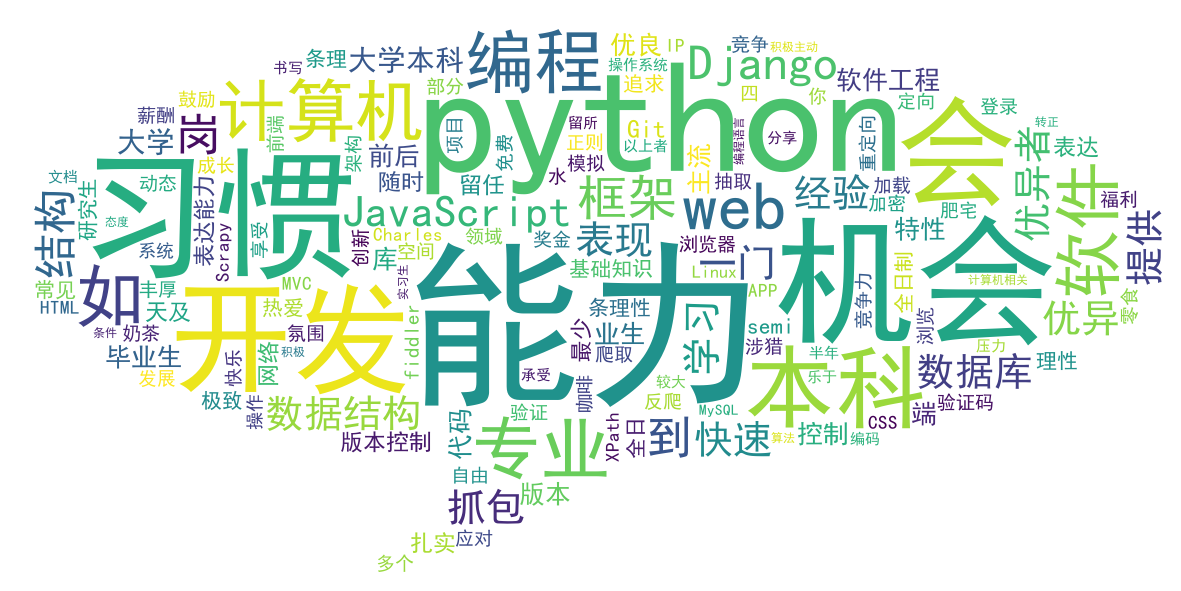 编程
优良
IP
竞争
积极主动
书写
条理
大学本科
操作系统
Django
追求
软件工程
部分
四
你
定向
登录
薪酬
鼓励
计算机
python
会
大学
前端
架构
项目
免费
留所
正则
Git
以上者
编程语言
分享
重定向
转正
优异者
表达
习惯
成长
前后
模拟
主流
抽取
文档
研究生
动态
表达能力
随时
留任
水
框架
web
经验
加载
加密
肥宅
软件
福利
结构
态度
享受
JavaScript
特性
提供
系统
Scrapy
创新
Charles
领域
奖金
表现
浏览器
一门
机会
库
空间
常见
如
丰厚
MVC
实习生
能力
基础知识
Linux
APP
全日制
计算机相关
HTML
天及
开发
热爱
条理性
学习
竞争力
浏览
优异
零食
条件
奶茶
氛围
fiddler
最少
业生
semi
涉猎
毕业生
快乐
网络
积极
爬取
半年
压力
数据库
理性
发展
承受
较大
本科
乐于
极致
操作
数据结构
咖啡
反爬
MySQL
CSS
端
验证码
版本控制
代码
验证
专业
XPath
全日
到
快速
算法
控制
编码
自由
版本
抓包
扎实
应对
多个